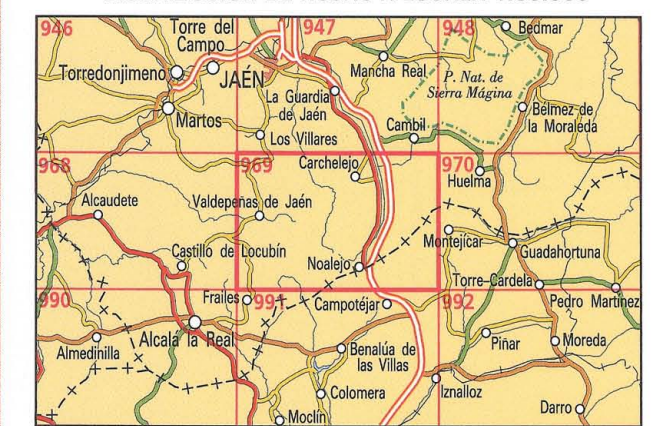 946
Torre del
Campo
947
948
Bedmar
Torredonjimeno
JAÉN
Mancha Real
P. Nat. de
Sierra Mágina
La Guardia
de Jaén
Martos
Cambil
Bélmez de
la Moraleda
Los Villares
968
969
Carchelejo
970
Huelma
Alcaudete
Valdepeñas de Jaén
Montejícar
Guadahortuna
Castillo de Locubín
Noalejo
Torre-Cardela
990
Frailes
991
Campotéjar
992
Pedro Martínez
Almedinilla
Alcalá la Real
Benalúa de
las Villas
Piñar
Moreda
Colomera
Iznalloz
Moclín
Darro